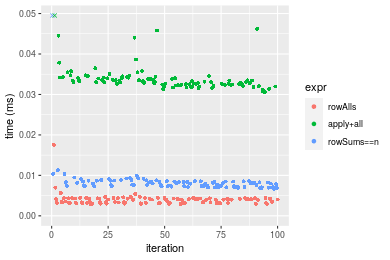 0.05
0.04
0.03
0.02
0.01
0.00
time (ms)
0
25
50
75
100
iteration
expr
rowAlls
apply+all
rowSums==n